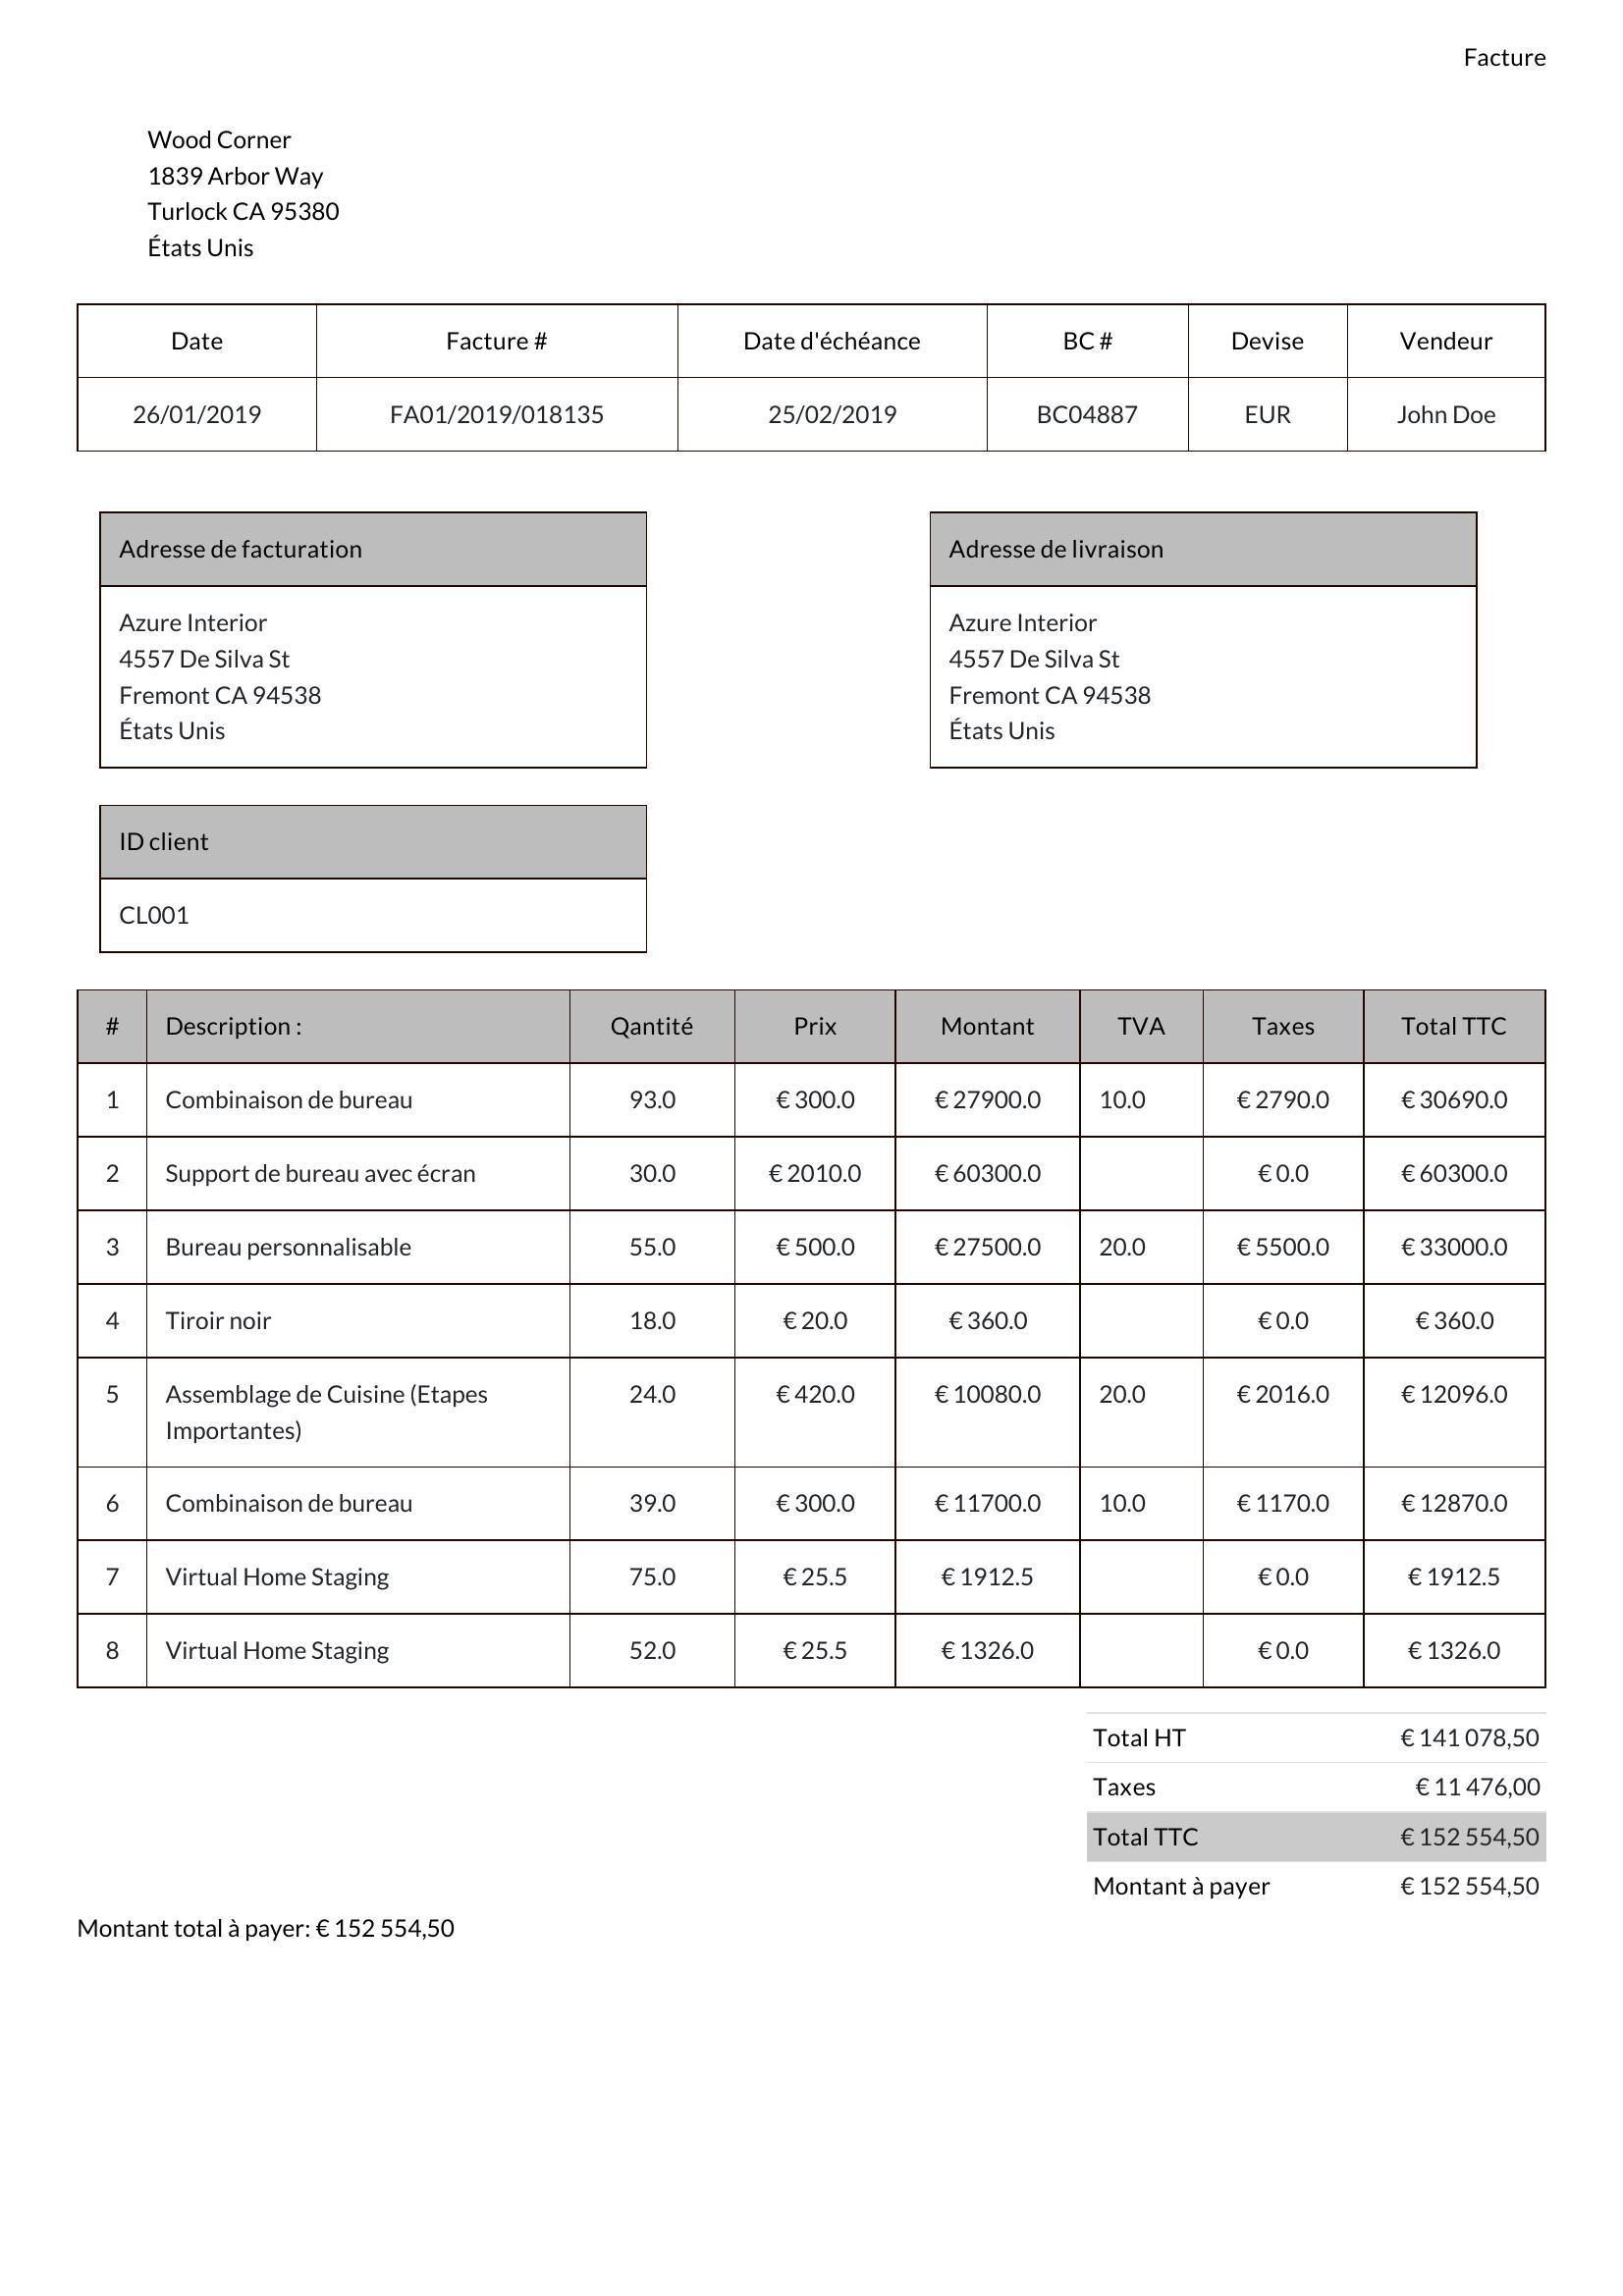 Facture
Wood Corner
1839 Arbor Way
Turlock CA 95380
États Unis
Date Facture # Date d'échéance BC # Devise Vendeur
26/01/2019 FA01/2019/018135 25/02/2019 BC04887 EUR John Doe
Adresse de facturation
Azure Interior
4557 De Silva St
Fremont CA 94538
États Unis
Adresse de livraison
Azure Interior
4557 De Silva St
Fremont CA 94538
États Unis
ID client
CL001
# Description : Qantité Prix Montant TVA Taxes Total TTC
1 Combinaison de bureau 93.0 € 300.0 € 27900.0 10.0 € 2790.0 € 30690.0
2 Support de bureau avec écran 30.0 € 2010.0 € 60300.0 € 0.0 € 60300.0
3 Bureau personnalisable 55.0 € 500.0 € 27500.0 20.0 € 5500.0 € 33000.0
4 Tiroir noir 18.0 € 20.0 € 360.0 € 0.0 € 360.0
5 Assemblage de Cuisine (Etapes 24.0 € 420.0 € 10080.0 20.0 € 2016.0 € 12096.0
Importantes)
6 Combinaison de bureau 39.0 € 300.0 € 11700.0 10.0 € 1170.0 € 12870.0
7 Virtual Home Staging 75.0 € 25.5 € 1912.5 € 0.0 € 1912.5
8 Virtual Home Staging 52.0 € 25.5 € 1326.0 € 0.0 € 1326.0
Total HT € 141 078,50
Taxes € 11 476,00
Total TTC € 152 554,50
Montant à payer € 152 554,50
Montant total à payer: € 152 554,50